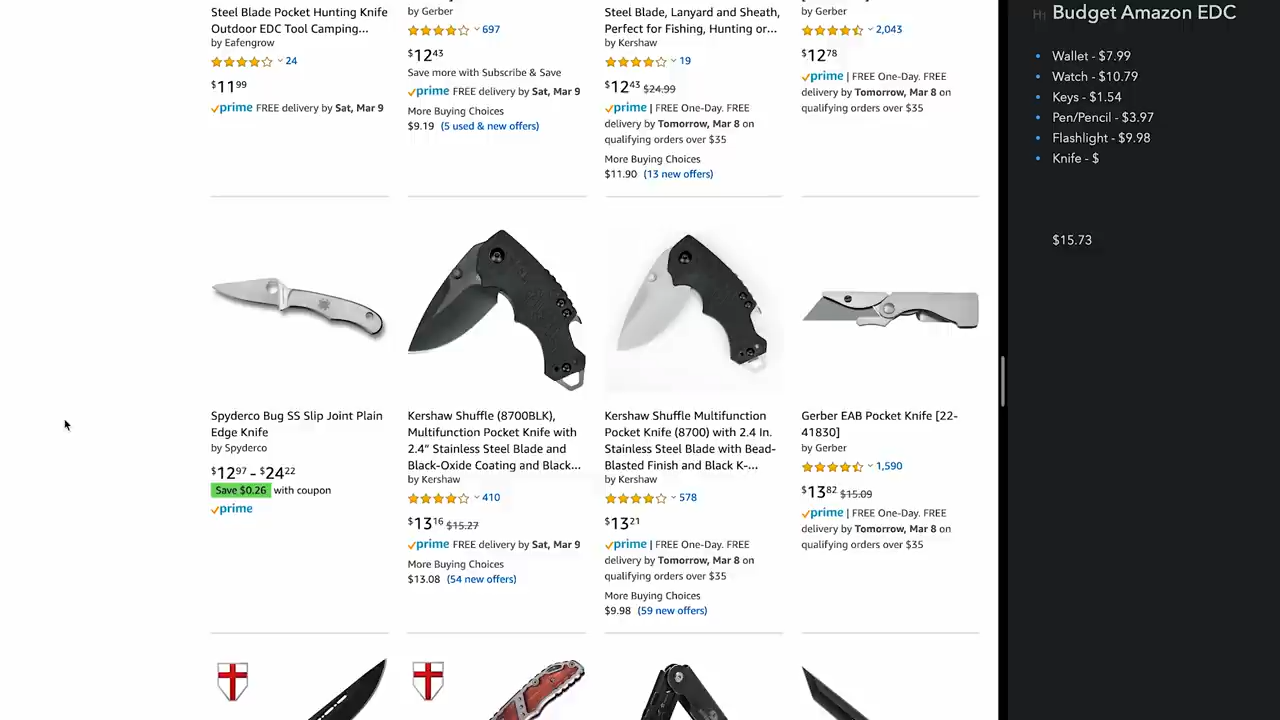 Steel Blade Pocket Hunting Knife
Outdoor EDC Tool Camping...
by Eafengrow
24
$11.99
prime FREE delivery by Sat, Mar 9
by Gerber
697
$12.43
Save more with Subscribe & Save
prime FREE delivery by Sat, Mar 9
More Buying Choices
$9.19 (5 used & new offers)
Steel Blade, Lanyard and Sheath,
Perfect for Fishing, Hunting or...
by Kershaw
19
$12.43 $24.99
prime | FREE One-Day. FREE
delivery by Tomorrow, Mar 8 on
qualifying orders over $35
More Buying Choices
$11.90 (13 new offers)
by Gerber
2,043
$12.78
prime | FREE One-Day. FREE
delivery by Tomorrow, Mar 8 on
qualifying orders over $35
Spyderco Bug SS Slip Joint Plain
Edge Knife
by Spyderco
$12.97 - $24.22
Save $0.26 with coupon
prime
Kershaw Shuffle (8700BLK),
Multifunction Pocket Knife with
2.4“ Stainless Steel Blade and
Black-Oxide Coating and Black...
by Kershaw
410
$13.16 $15.27
prime FREE delivery by Sat, Mar 9
More Buying Choices
$13.08 (54 new offers)
Kershaw Shuffle Multifunction
Pocket Knife (8700) with 2.4 In.
Stainless Steel Blade with Bead-
Blasted Finish and Black K-...
by Kershaw
578
$13.21
prime | FREE One-Day. FREE
delivery by Tomorrow, Mar 8 on
qualifying orders over $35
More Buying Choices
$9.98 (59 new offers)
Gerber EAB Pocket Knife [22-
41830]
by Gerber
1,590
$13.82 $15.09
prime | FREE One-Day. FREE
delivery by Tomorrow, Mar 8 on
qualifying orders over $35
H1 Budget Amazon EDC
• Wallet - $7.99
• Watch - $10.79
• Keys - $1.54
• Pen/Pencil - $3.97
• Flashlight - $9.98
• Knife - $
$15.73